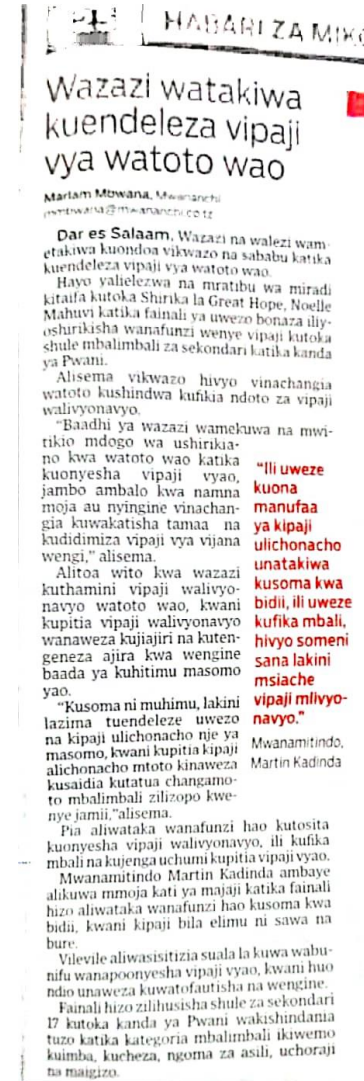 HABARI ZA MIKO
Wazazi watakiwa
kuendeleza vipaji
vya watoto wao
Mariam Mbwana, Mwananchi
mmbwana@mwananchi.co.tz
Dar es Salaam, Wazazi na walezi wam-
etakiwa kuondoa vikwazo na sababu katika
kuendeleza vipaji vya watoto wao.
Hayo yalielezwa na mratibu wa miradi
kitaifa kutoka Shirika la Great Hope, Noelle
Mahuvi katika fainali ya uwezo bonaza iliy-
oshirikisha wanafunzi wenye vipaji kutoka
shule mbalimbali za sekondari katika kanda
ya Pwani.
Alisema vikwazo hivyo vinachangia
watoto kushindwa kufikia ndoto za vipaji
walivyonavyo.
"Baadhi ya wazazi wamekuwa na mwi-
tikio mdogo wa ushirikia-
no kwa watoto wao katika
kuonyesha vipaji vyao,
jambo ambalo kwa namna
moja au nyingine vinachan-
gia kuwakatisha tamaa na
kudidimiza vipaji vya vijana
wengi," alisema.
Alitoa wito kwa wazazi
kuthamini vipaji walivyo-
navyo watoto wao, kwani
kupitia vipaji walivyonavyo
wanaweza kujiajiri na kuten-
geneza ajira kwa wengine
baada ya kuhitimu masomo
yao.
"Kusoma ni muhimu, lakini
lazima tuendeleze uwezo
na kipaji ulichonacho nje ya
masomo, kwani kupitia kipaji
alichonacho mtoto kinaweza
kusaidia kutatua changamo-
to mbalimbali zilizopo kwe-
nye jamii,"alisema.
Pia aliwataka wanafunzi hao kutosita
kuonyesha vipaji walivyonavyo, ili kufika
mbali na kujenga uchumi kupitia vipaji vyao.
Mwanamitindo Martin Kadinda ambaye
alikuwa mmoja kati ya majaji katika fainali
hizo aliwataka wanafunzi hao kusoma kwa
bidii, kwani kipaji bila elimu ni sawa na
bure.
Vilevile aliwasisitizia suala la kuwa wabu-
nifu wanapoonyesha vipaji vyao, kwani huo
ndio unaweza kuwatofautisha na wengine.
Fainali hizo zilihusisha shule za sekondari
17 kutoka kanda ya Pwani wakishindania
tuzo katika kategoria mbalimbali ikiwemo
kuimba, kucheza, ngoma za asili, uchoraji
na maigizo.
"Ili uweze
kuona
manufaa
ya kipaji
ulichonacho
unatakiwa
kusoma kwa
bidii, ili uweze
kufika mbali,
hivyo someni
sana lakini
msiache
vipaji mlivyo-
navyo."
Mwanamitindo,
Martin Kadinda